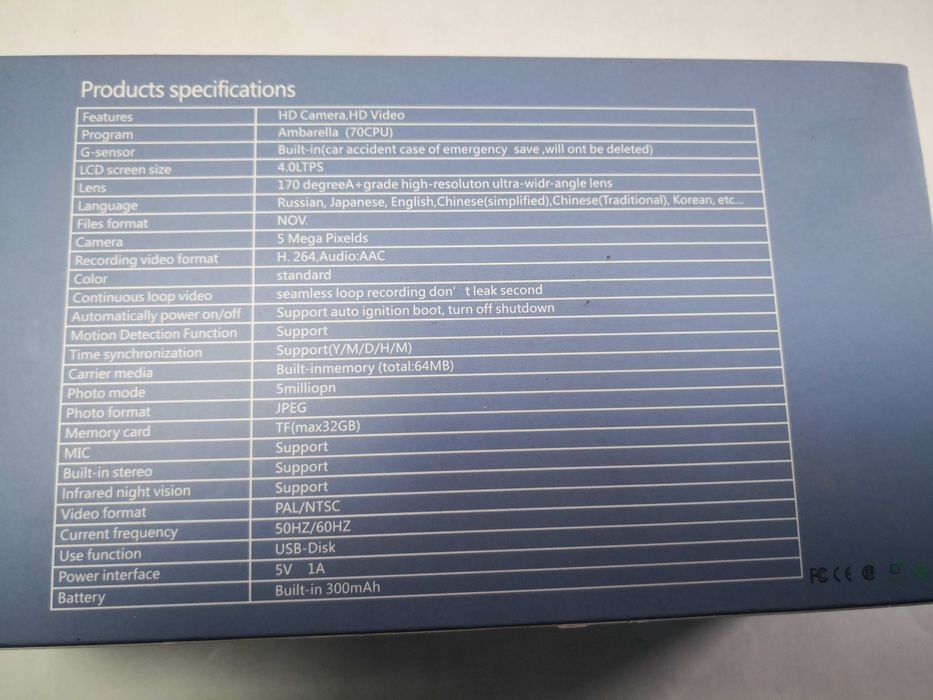 Products specifications
Features HD Camera,HD Video
Program Ambarella (70CPU)
G-sensor Built-in(car accident case of emergency save ,will ont be deleted)
LCD screen size 4.0LTPS
Lens 170 degreeA+grade high-resoluton ultra-widr-angle lens
Language Russian, Japanese, English,Chinese(simplified),Chinese(Traditional), Korean, etc...
Files format NOV.
Camera 5 Mega Pixelds
Recording video format H. 264,Audio:AAC
Color standard
Continuous loop video seamless loop recording don't leak second
Automatically power on/off Support auto ignition boot, turn off shutdown
Motion Detection Function Support
Time synchronization Support(Y/M/D/H/M)
Carrier media Built-inmemory (total:64MB)
Photo mode 5milliopn
Photo format JPEG
Memory card TF(max32GB)
MIC Support
Built-in stereo Support
Infrared night vision Support
Video format PAL/NTSC
Current frequency 50HZ/60HZ
Use function USB-Disk
Power interface 5V 1A
Battery Built-in 300mAh
FC CE